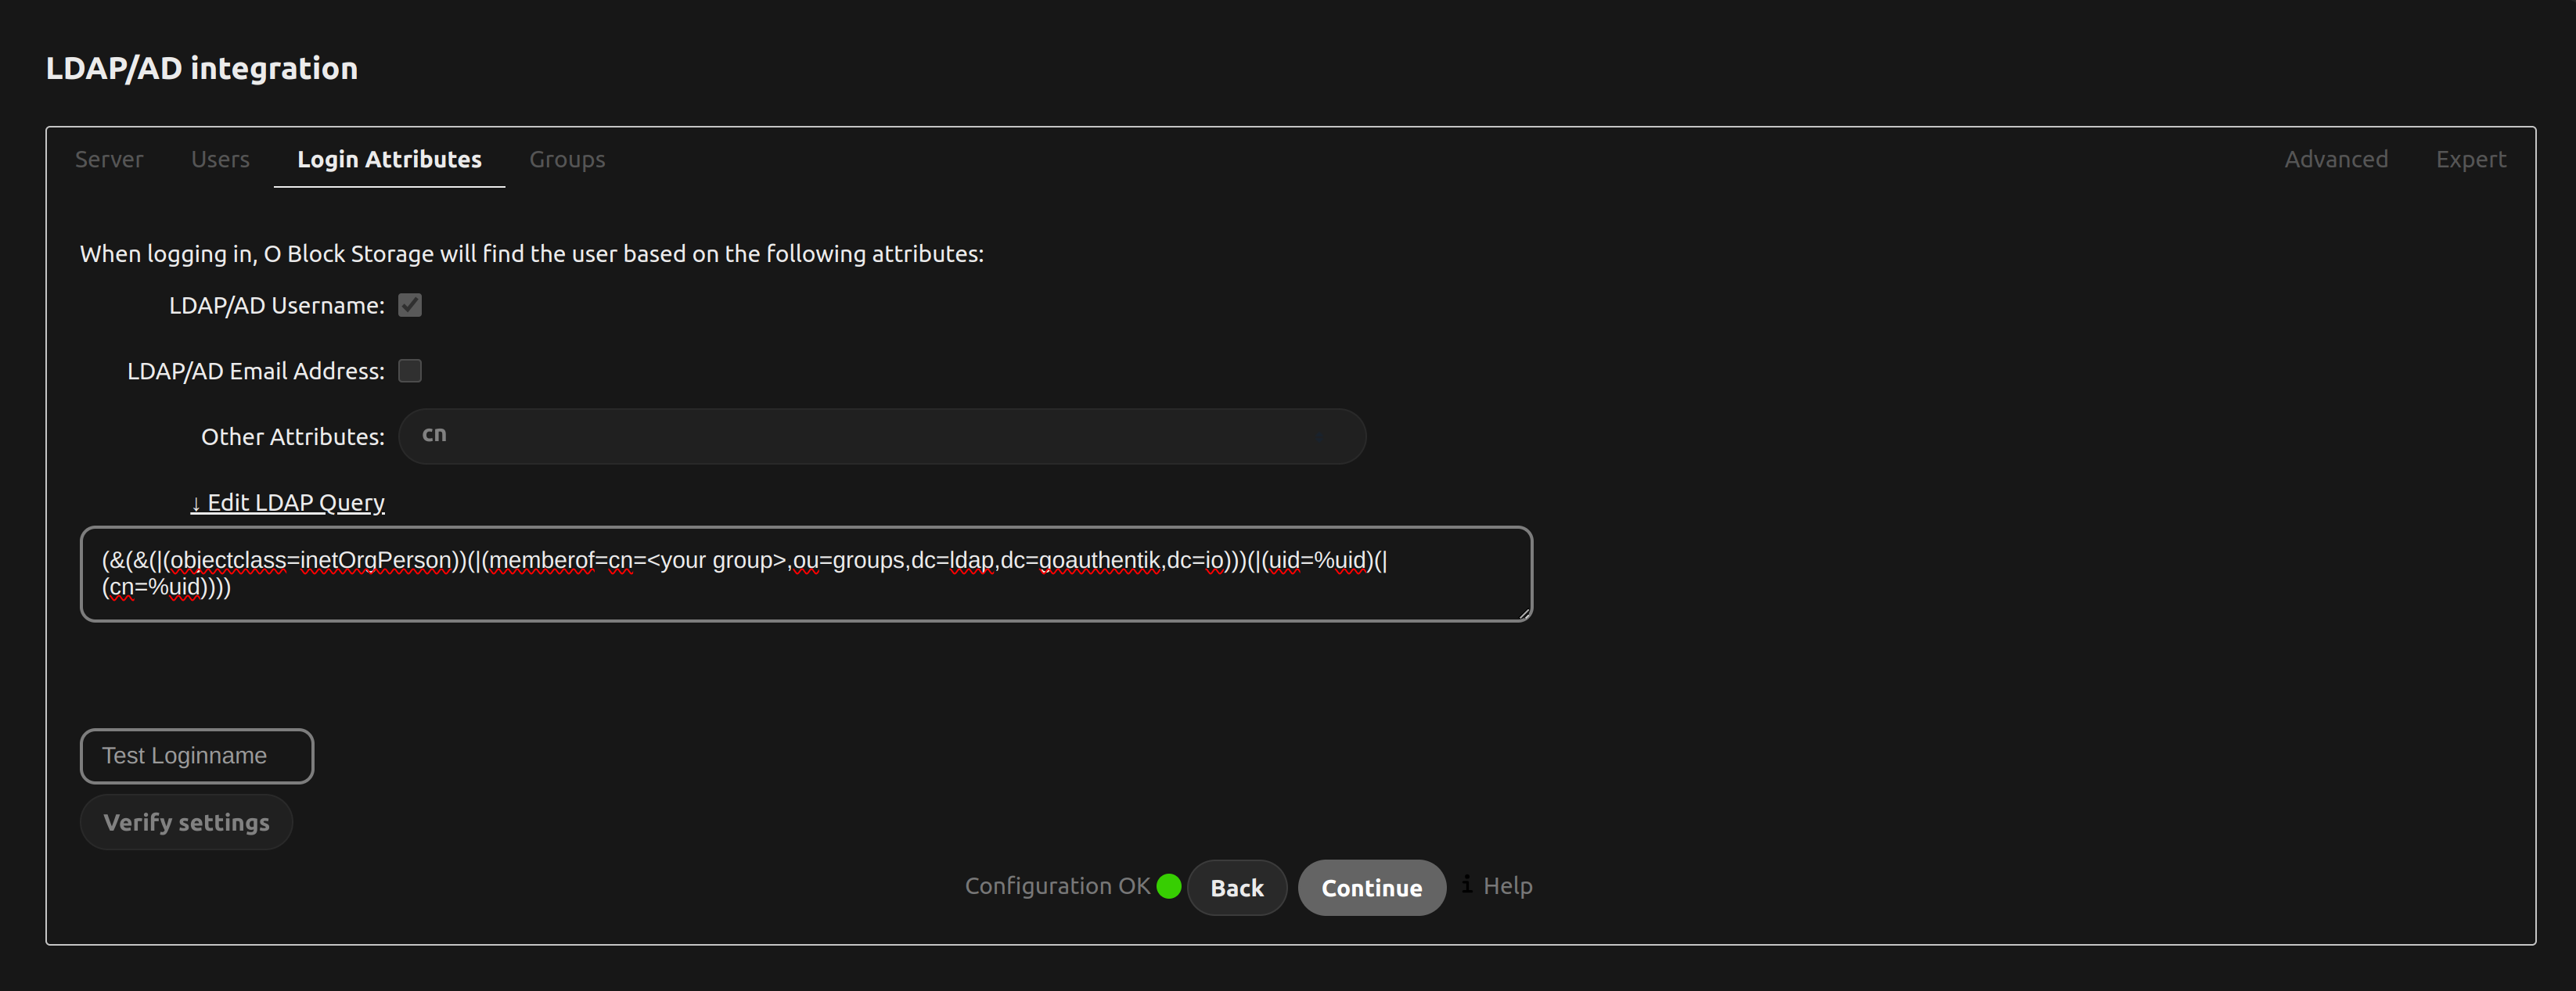 LDAP/AD integration
Server Users Login Attributes Groups Advanced Expert
When logging in, O Block Storage will find the user based on the following attributes:
LDAP/AD Username:
LDAP/AD Email Address:
Other Attributes: cn
↓ Edit LDAP Query
(&(&(|(objectclass=inetOrgPerson))(|(memberof=cn=<your group>,ou=groups,dc=ldap,dc=goauthentik,dc=io)))(|(uid=%uid)(|
(cn=%uid))))
Test Loginname
Verify settings
Configuration OK Back Continue i Help